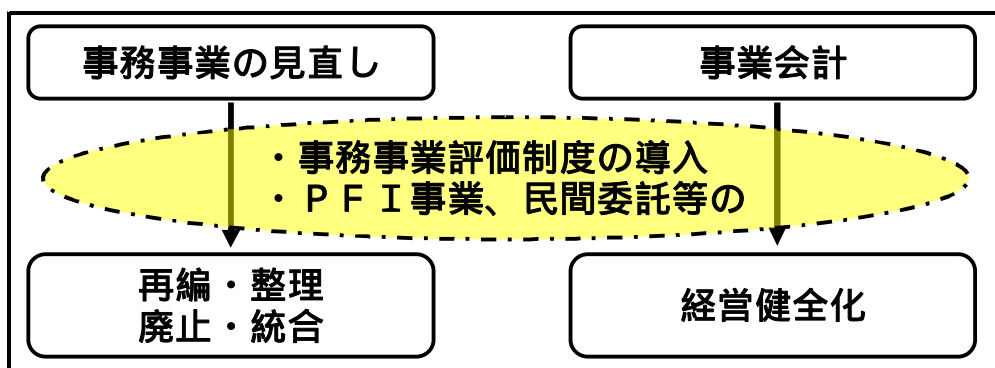 事務事業の見直し
事業会計
・事務事業評価制度の導入
・ＰＦＩ事業、民間委託等の
再編・整理
廃止・統合
経営健全化